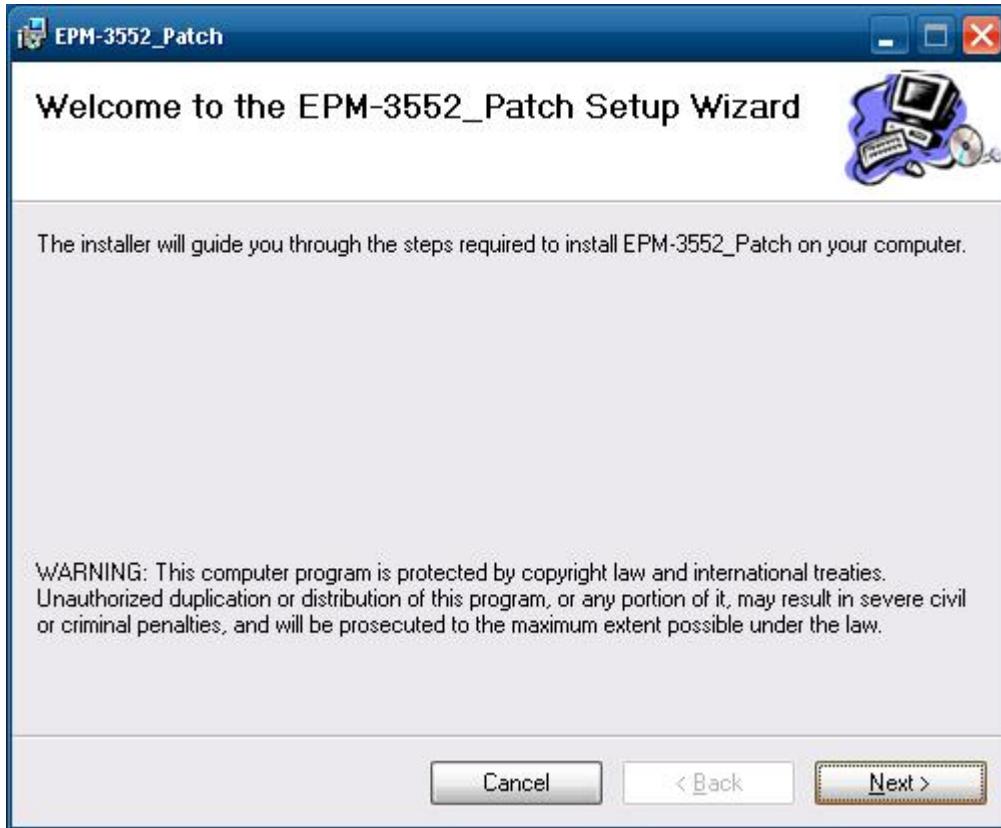 EPM-3552_Patch
Welcome to the EPM-3552_Patch Setup Wizard
The installer will guide you through the steps required to install EPM-3552_Patch on your computer.
WARNING: This computer program is protected by copyright law and international treaties.
Unauthorized duplication or distribution of this program, or any portion of it, may result in severe civil
or criminal penalties, and will be prosecuted to the maximum extent possible under the law.
Cancel
< Back
Next >